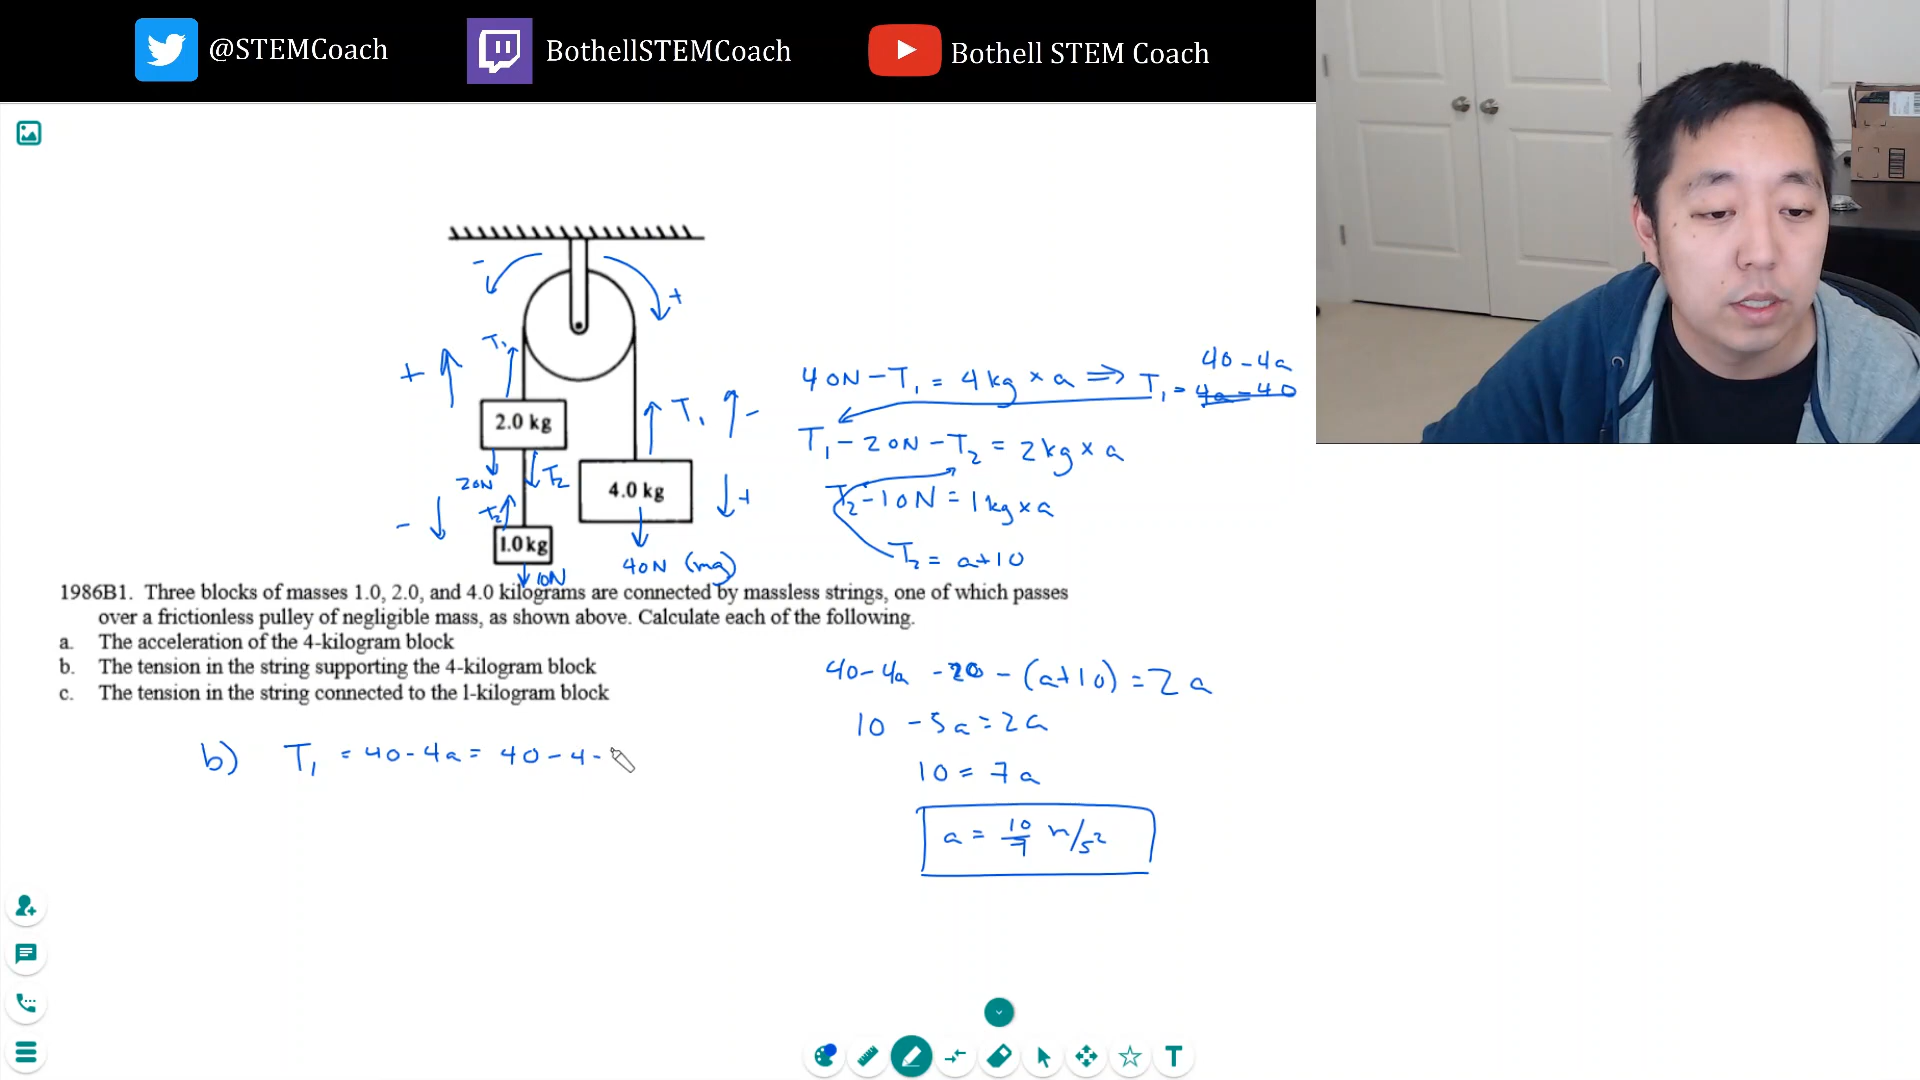 @STEMCoach
BothellSTEMCoach
Bothell STEM Coach
-
+
T₁
+
2.0 kg
20N
T₂
-
T₂
1.0 kg
10N
T₁
-
4.0 kg
+
40N (mg)
40N - T₁ = 4kg × a ⇒ T₁ = 4a - 40
40 - 4a
T₁ - 20N - T₂ = 2kg × a
T₂ - 10N = 1kg × a
T₂ = a + 10
1986B1. Three blocks of masses 1.0, 2.0, and 4.0 kilograms are connected by massless strings, one of which passes
over a frictionless pulley of negligible mass, as shown above. Calculate each of the following.
a. The acceleration of the 4-kilogram block
b. The tension in the string supporting the 4-kilogram block
c. The tension in the string connected to the l-kilogram block
40 - 4a - 20 - (a + 10) = 2a
10 - 5a = 2a
10 = 7a
a = 10/7 m/s²
b) T₁ = 40 - 4a = 40 - 4 -
T